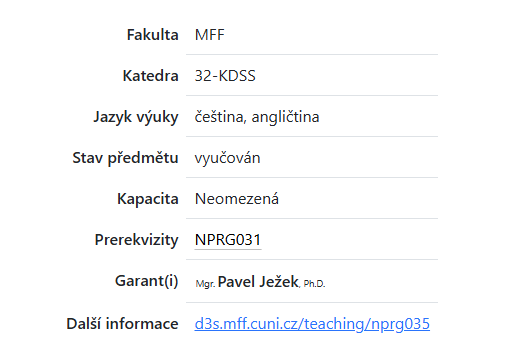 Fakulta MFF
Katedra 32-KDSS
Jazyk výuky čeština, angličtina
Stav předmětu vyučován
Kapacita Neomezená
Prerekvizity NPRG031
Garant(i) Mgr. Pavel Ježek, Ph.D.
Další informace d3s.mff.cuni.cz/teaching/nprg035